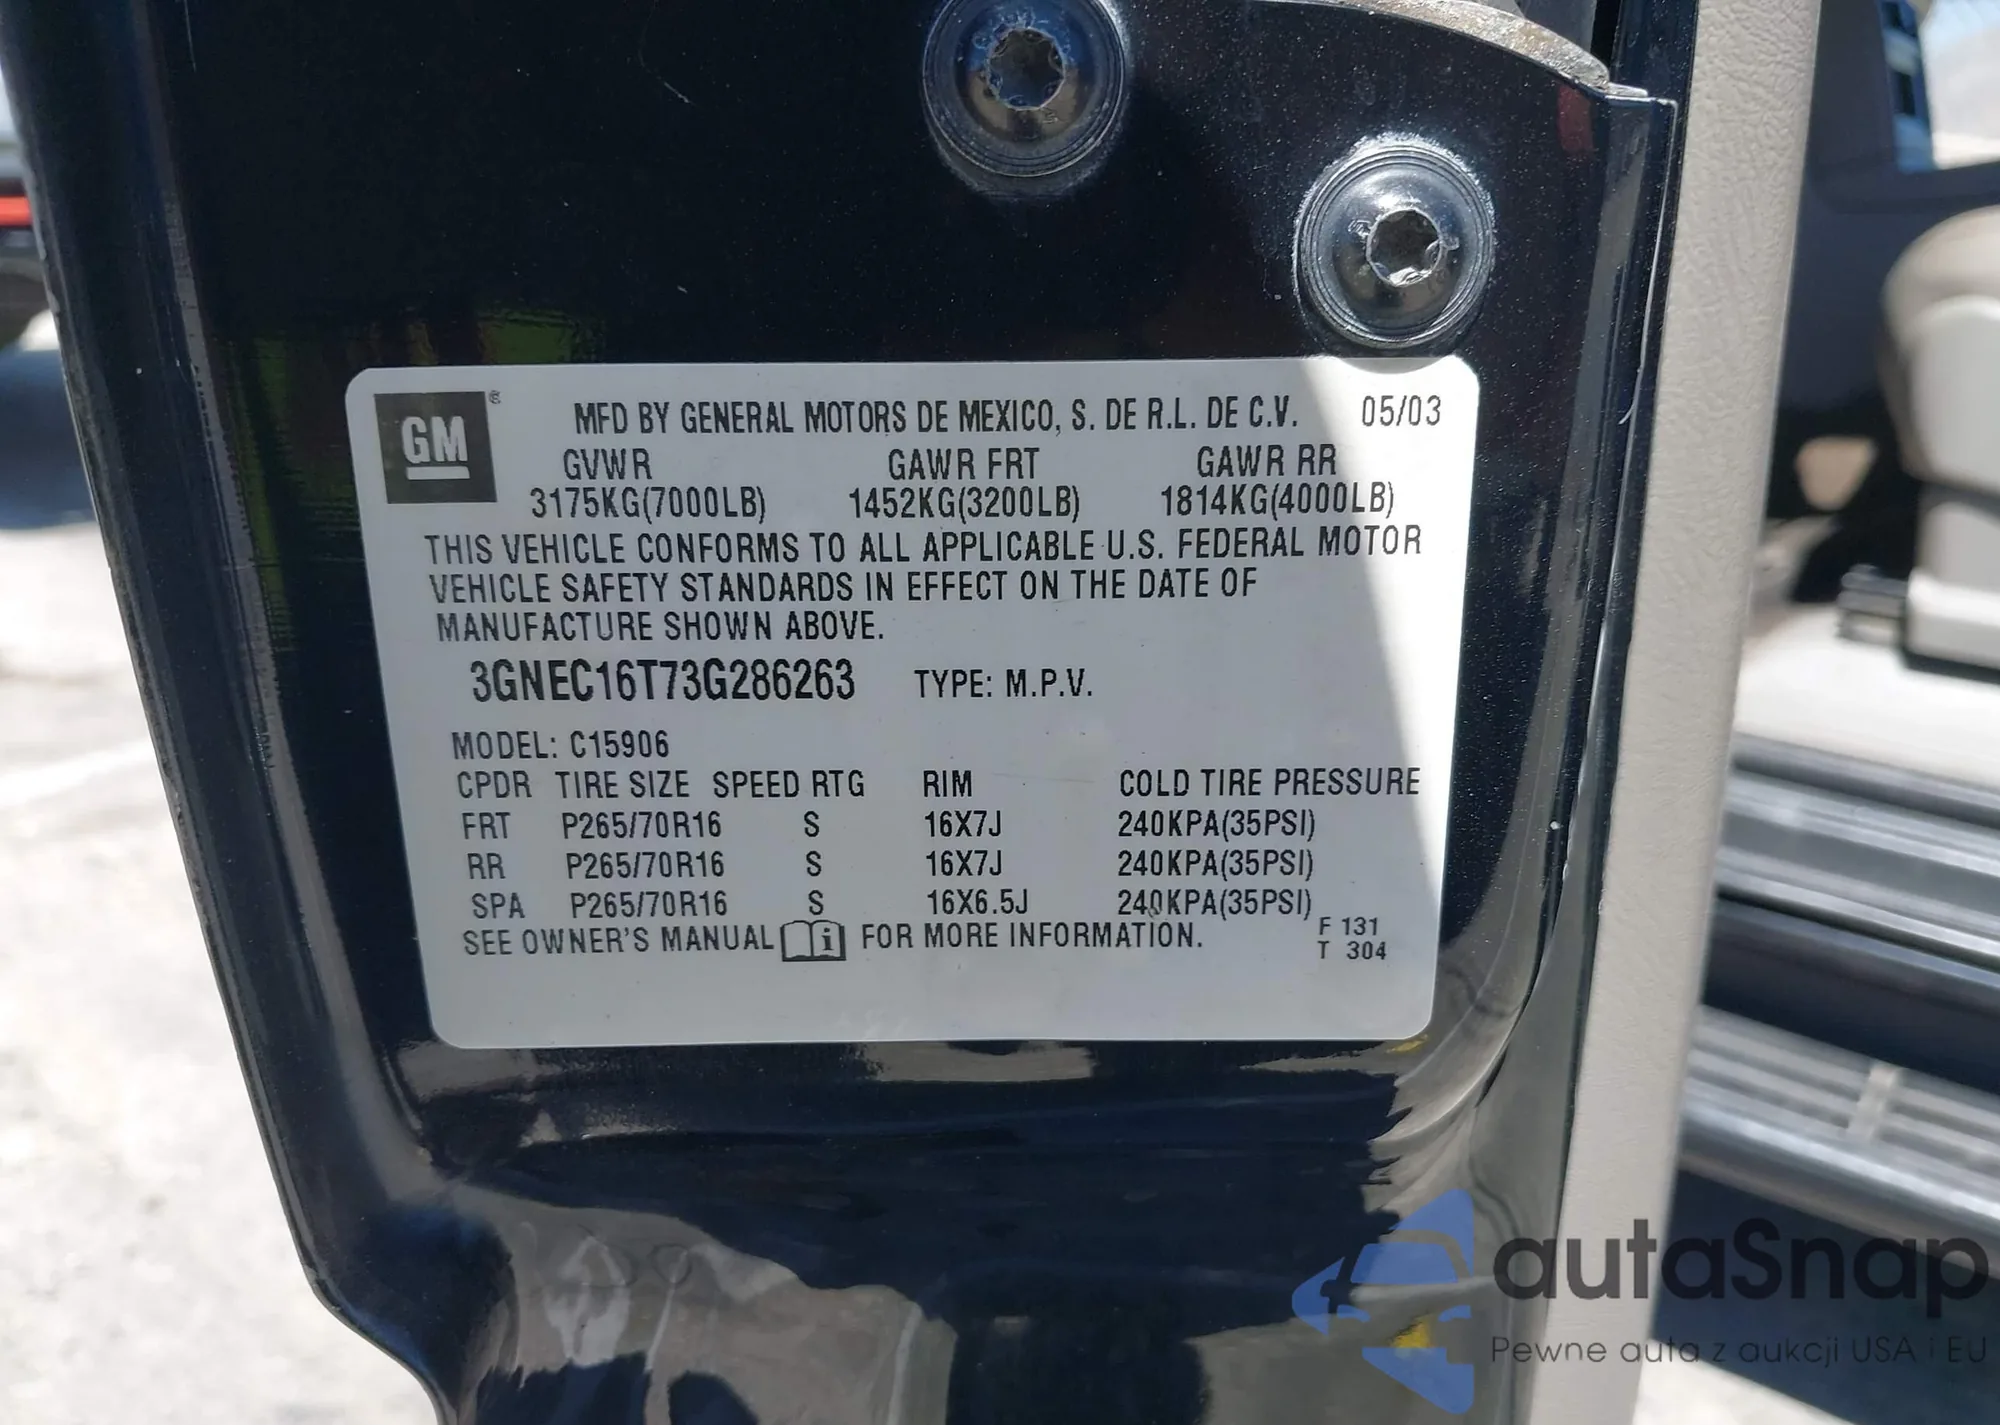 GM ® MFD BY GENERAL MOTORS DE MEXICO, S. DE R.L. DE C.V. 05/03
GVWR GAWR FRT GAWR RR
3175KG(7000LB) 1452KG(3200LB) 1814KG(4000LB)
THIS VEHICLE CONFORMS TO ALL APPLICABLE U.S. FEDERAL MOTOR
VEHICLE SAFETY STANDARDS IN EFFECT ON THE DATE OF
MANUFACTURE SHOWN ABOVE.
3GNEC16T73G286263 TYPE: M.P.V.
MODEL: C15906
CPDR TIRE SIZE SPEED RTG RIM COLD TIRE PRESSURE
FRT P265/70R16 S 16X7J 240KPA(35PSI)
RR P265/70R16 S 16X7J 240KPA(35PSI)
SPA P265/70R16 S 16X6.5J 240KPA(35PSI)
SEE OWNER'S MANUAL i FOR MORE INFORMATION.
F 131
T 304
autaSnap
Pewne auta z aukcji USA i EU